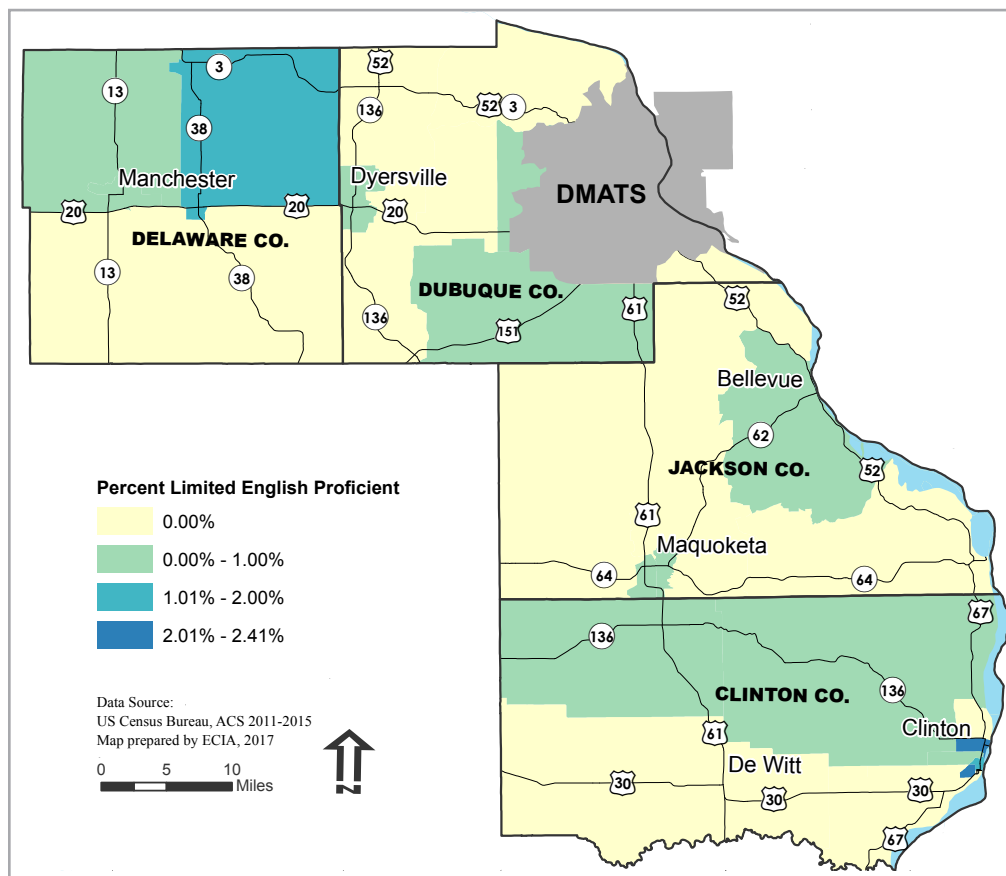 52
3
13
136
52
3
38
Manchester
Dyersville
DMATS
20
20
20
DELAWARE CO.
13
38
DUBUQUE CO.
52
61
136
151
Bellevue
62
JACKSON CO.
52
Percent Limited English Proficient
0.00%
0.00% - 1.00%
1.01% - 2.00%
2.01% - 2.41%
61
Maquoketa
64
64
67
136
CLINTON CO.
136
Data Source:
US Census Bureau, ACS 2011-2015
Map prepared by ECIA, 2017
61
Clinton
De Witt
0 5 10
Miles
N
30
30
30
67